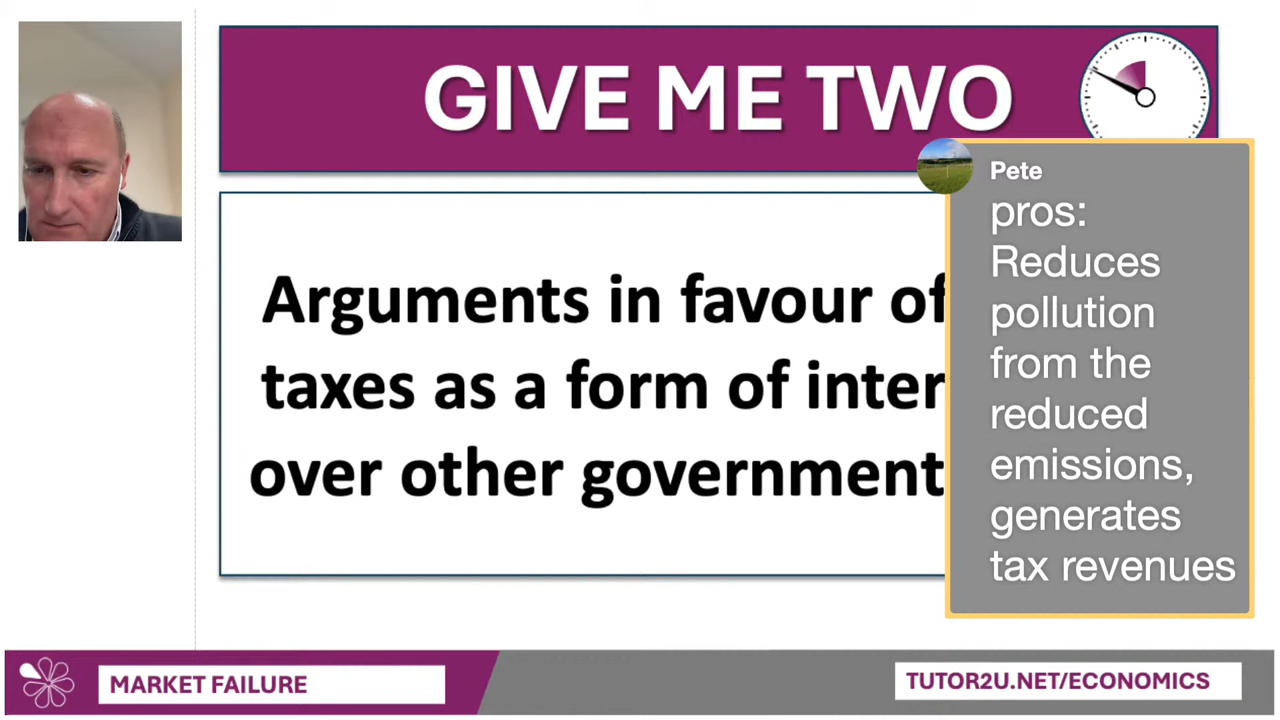 GIVE ME TWO
Pete
pros:
Reduces
pollution
from the
reduced
emissions,
generates
tax revenues
Arguments in favour of
taxes as a form of
over other government
MARKET FAILURE
TUTOR2U.NET/ECONOMICS